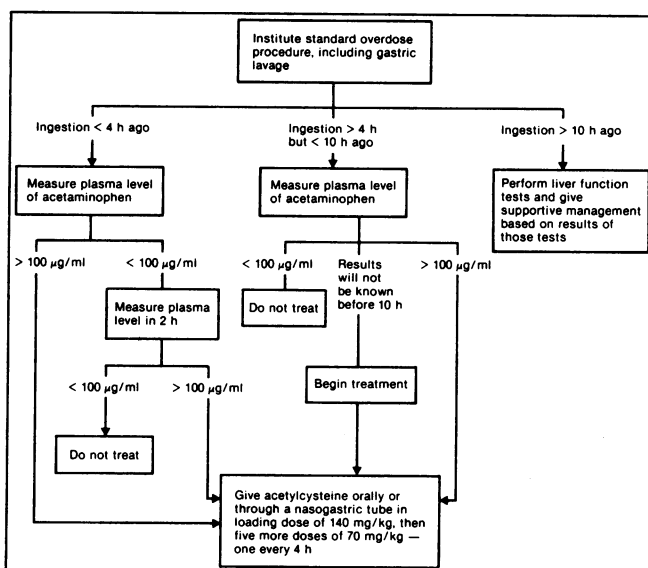 Institute standard overdose
procedure, including gastric
lavage
Ingestion < 4 h ago
Ingestion > 4 h
but < 10 h ago
Ingestion > 10 h ago
Measure plasma level
of acetaminophen
Measure plasma level
of acetaminophen
Perform liver function
tests and give
supportive management
based on results of
those tests
> 100 µg/ml
< 100 µg/ml
< 100 µg/ml
Results
will not
be known
before 10 h
> 100 µg/ml
Measure plasma
level in 2 h
Do not treat
< 100 µg/ml
> 100 µg/ml
Begin treatment
Do not treat
Give acetylcysteine orally or
through a nasogastric tube in
loading dose of 140 mg/kg, then
five more doses of 70 mg/kg —
one every 4 h